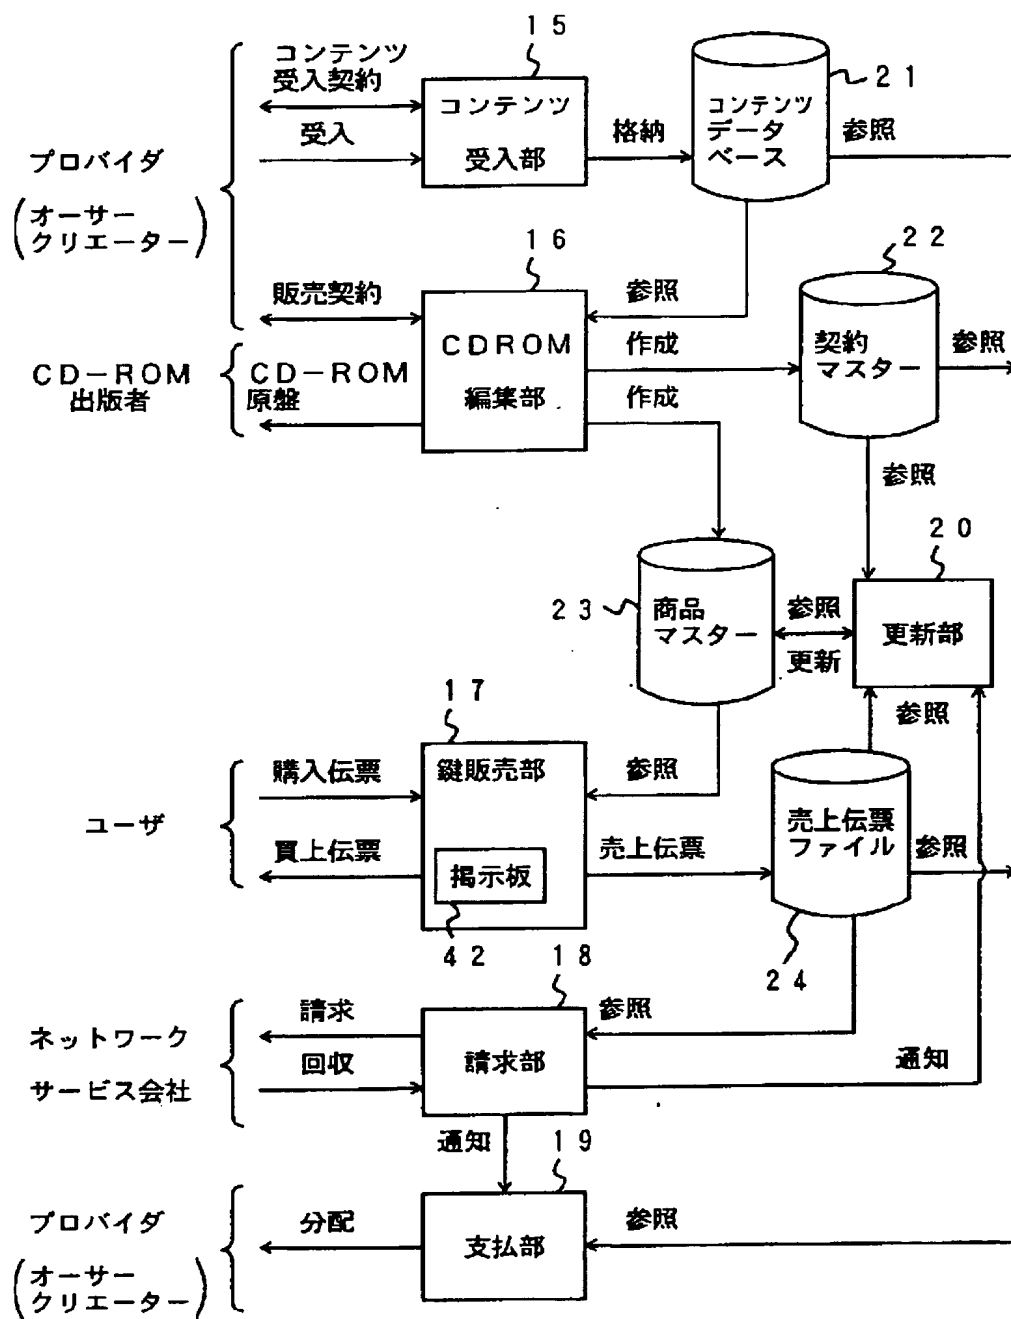 １５
コンテンツ
受入契約
受入
コンテンツ
受入部
格納
コンテンツ
データ
ベース
２１
参照
プロバイダ
(オーサー
クリエーター)
１６
販売契約
ＣＤＲＯＭ
編集部
参照
作成
作成
２２
契約
マスター
参照
ＣＤ－ＲＯＭ
出版者
ＣＤ－ＲＯＭ
原盤
参照
２０
更新部
２３
商品
マスター
参照
更新
１７
参照
購入伝票
鍵販売部
参照
ユーザ
買上伝票
掲示板
４２
売上伝票
売上伝票
ファイル
参照
２４
１８
ネットワーク
サービス会社
請求
回収
請求部
参照
通知
通知
１９
プロバイダ
(オーサー
クリエーター)
分配
支払部
参照